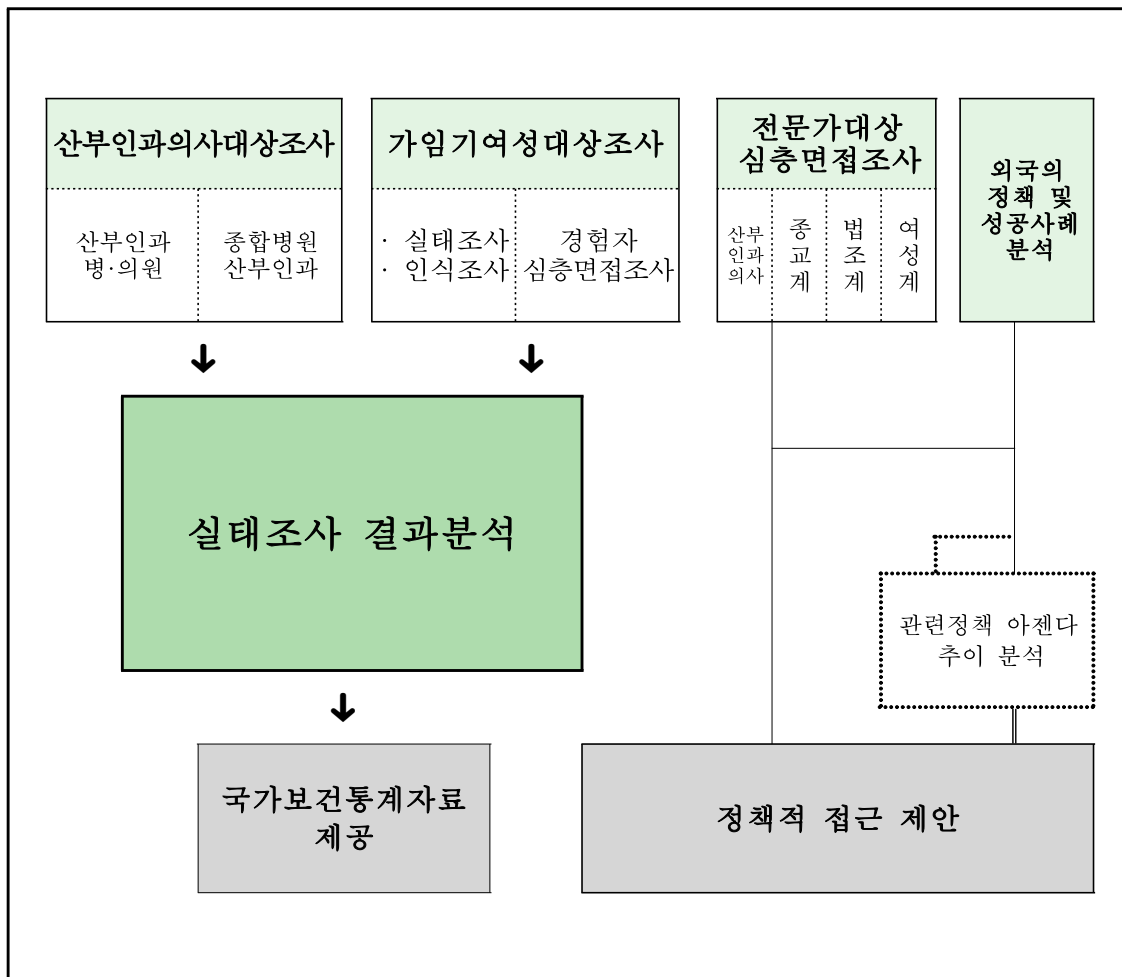 산부인과의사대상조사
산부인과
병·의원
종합병원
산부인과
가임기여성대상조사
· 실태조사
· 인식조사
경험자
심층면접조사
전문가대상
심층면접조사
산부
인과
의사
종
교
계
법
조
계
여
성
계
외국의
정책 및
성공사례
분석
실태조사 결과분석
관련정책 아젠다
추이 분석
국가보건통계자료
제공
정책적 접근 제안